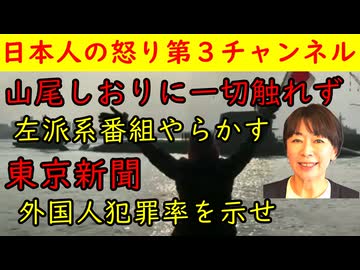 日本人の怒り第３チャンネル
山尾しおりに一切触れず
左派系番組やらかす
東京新聞
外国人犯罪率を示せ